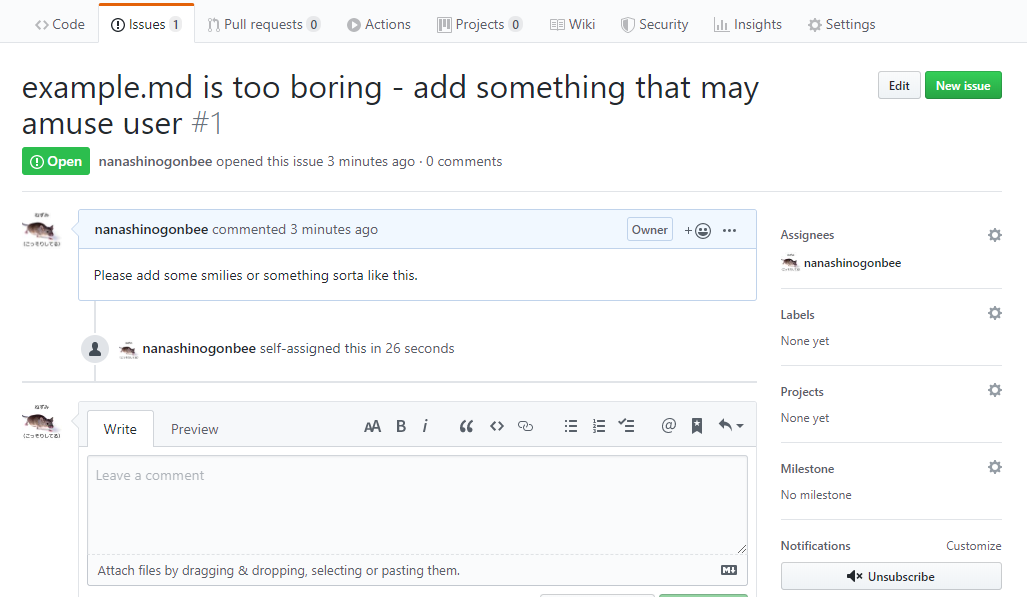 Code Issues 1 Pull requests 0 Actions Projects 0 Wiki Security Insights Settings
example.md is too boring - add something that may
amuse user #1
Edit New issue
Open nanashinogonbee opened this issue 3 minutes ago · 0 comments
ねずみ
(こっそりしてる)
nanashinogonbee commented 3 minutes ago Owner
Please add some smilies or something sorta like this.
nanashinogonbee self-assigned this in 26 seconds
ねずみ
(こっそりしてる)
Write Preview AA B i
Leave a comment
Attach files by dragging & dropping, selecting or pasting them.
Assignees
nanashinogonbee
Labels
None yet
Projects
None yet
Milestone
No milestone
Notifications Customize
Unsubscribe